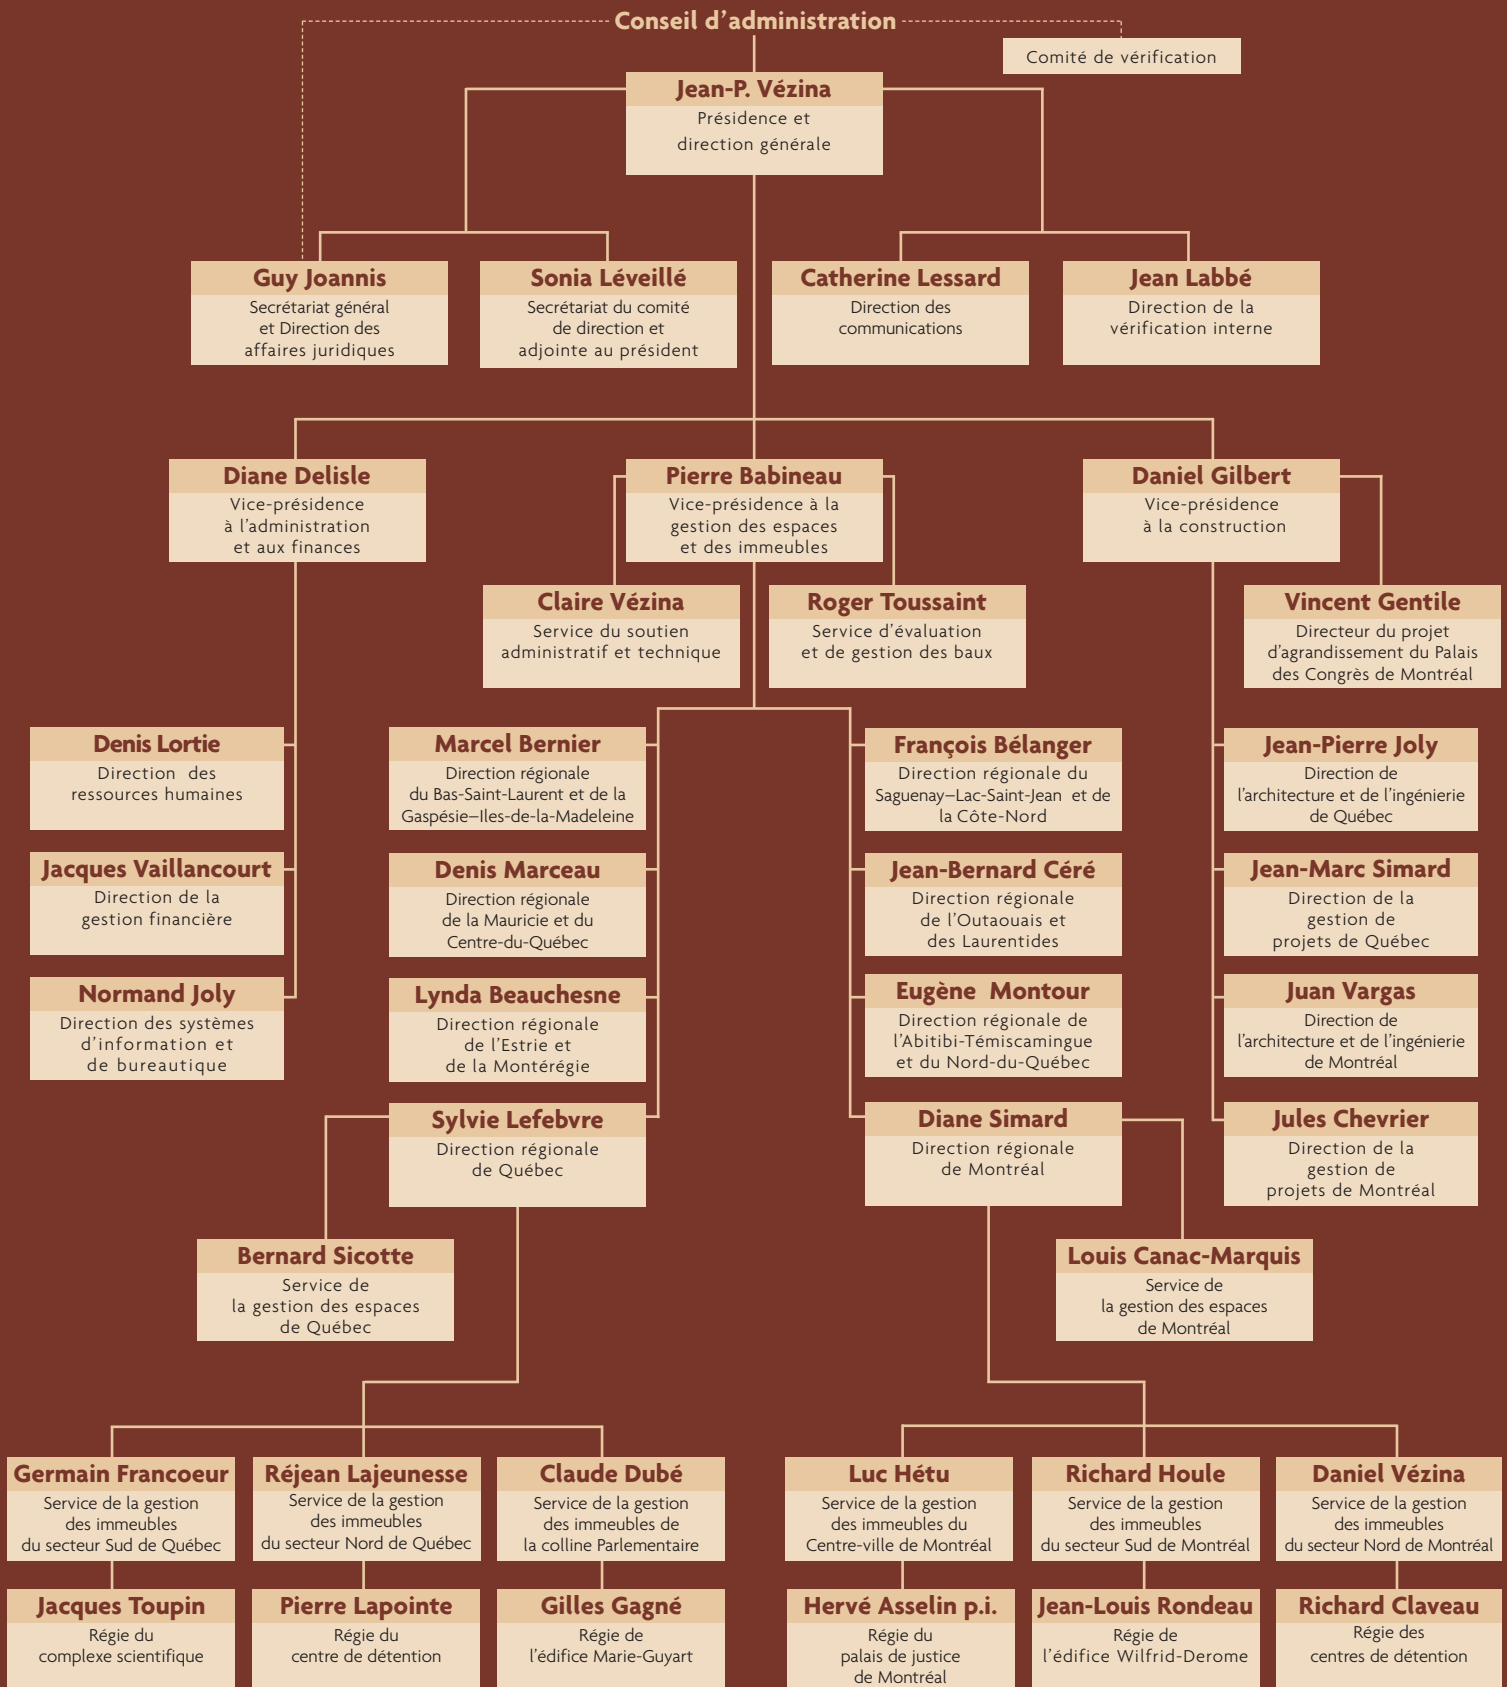 Conseil d'administration
Comité de vérification
Jean-P. Vézina
Présidence et
direction générale
Guy Joannis
Secrétariat général
et Direction des
affaires juridiques
Sonia Léveillé
Secrétariat du comité
de direction et
adjointe au président
Catherine Lessard
Direction des
communications
Jean Labbé
Direction de la
vérification interne
Diane Delisle
Vice-présidence
à l'administration
et aux finances
Pierre Babineau
Vice-présidence à la
gestion des espaces
et des immeubles
Daniel Gilbert
Vice-présidence
à la construction
Claire Vézina
Service du soutien
administratif et technique
Roger Toussaint
Service d'évaluation
et de gestion des baux
Vincent Gentile
Directeur du projet
d'agrandissement du Palais
des Congrès de Montréal
Denis Lortie
Direction des
ressources humaines
Marcel Bernier
Direction régionale
du Bas-Saint-Laurent et de la
Gaspésie–Iles-de-la-Madeleine
François Bélanger
Direction régionale du
Saguenay–Lac-Saint-Jean et de
la Côte-Nord
Jean-Pierre Joly
Direction de
l'architecture et de l'ingénierie
de Québec
Jacques Vaillancourt
Direction de la
gestion financière
Denis Marceau
Direction régionale
de la Mauricie et du
Centre-du-Québec
Jean-Bernard Céré
Direction régionale
de l'Outaouais et
des Laurentides
Jean-Marc Simard
Direction de la
gestion de
projets de Québec
Normand Joly
Direction des systèmes
d'information et
de bureautique
Lynda Beauchesne
Direction régionale
de l'Estrie et
de la Montérégie
Eugène Montour
Direction régionale de
l'Abitibi-Témiscamingue
et du Nord-du-Québec
Juan Vargas
Direction de
l'architecture et de l'ingénierie
de Montréal
Sylvie Lefebvre
Direction régionale
de Québec
Diane Simard
Direction régionale
de Montréal
Jules Chevrier
Direction de la
gestion de
projets de Montréal
Bernard Sicotte
Service de
la gestion des espaces
de Québec
Louis Canac-Marquis
Service de
la gestion des espaces
de Montréal
Germain Francoeur
Service de la gestion
des immeubles
du secteur Sud de Québec
Réjean Lajeunesse
Service de la gestion
des immeubles
du secteur Nord de Québec
Claude Dubé
Service de la gestion
des immeubles de
la colline Parlementaire
Luc Hétu
Service de la gestion
des immeubles du
Centre-ville de Montréal
Richard Houle
Service de la gestion
des immeubles
du secteur Sud de Montréal
Daniel Vézina
Service de la gestion
des immeubles
du secteur Nord de Montréal
Jacques Toupin
Régie du
complexe scientifique
Pierre Lapointe
Régie du
centre de détention
Gilles Gagné
Régie de
l'édifice Marie-Guyart
Hervé Asselin p.i.
Régie du
palais de justice
de Montréal
Jean-Louis Rondeau
Régie de
l'édifice Wilfrid-Derome
Richard Claveau
Régie des
centres de détention